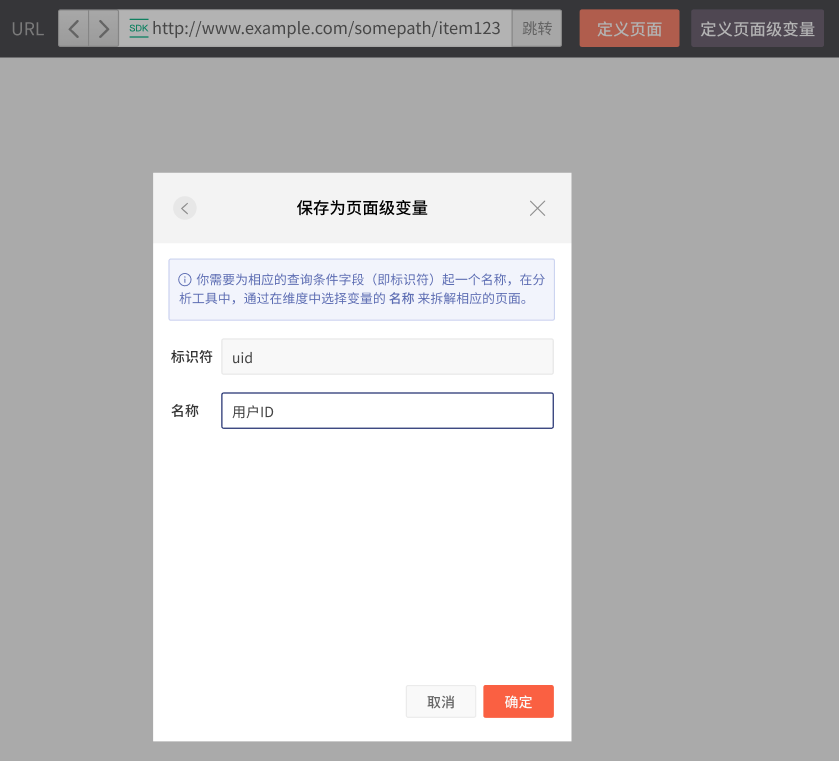 URL
SDK http://www.example.com/somepath/item123 跳转 定义页面 定义页面级变量
保存为页面级变量
你需要为相应的查询条件字段（即标识符）起一个名称，在分
析工具中，通过在维度中选择变量的 名称 来拆解相应的页面。
标识符 uid
名称 用户ID
取消 确定